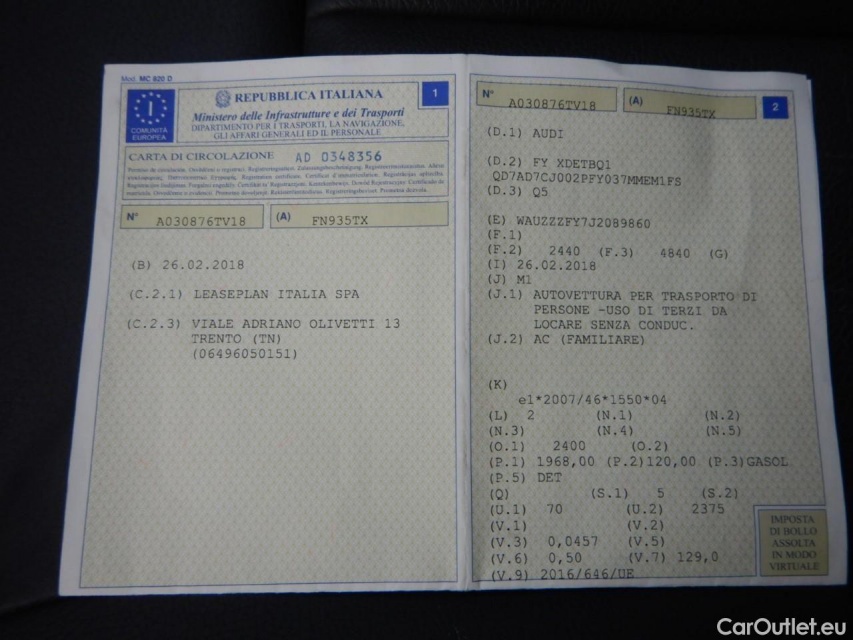 Mod. MC 820 D
I
COMUNITÀ
EUROPEA
REPUBBLICA ITALIANA
1
Ministero delle Infrastrutture e dei Trasporti
DIPARTIMENTO PER I TRASPORTI, LA NAVIGAZIONE,
GLI AFFARI GENERALI ED IL PERSONALE
CARTA DI CIRCOLAZIONE AD 0348356
N° A030876TV18 (A) FN935TX
(B) 26.02.2018
(C.2.1) LEASEPLAN ITALIA SPA
(C.2.3) VIALE ADRIANO OLIVETTI 13
TRENTO (TN)
(06496050151)
N° A030876TV18 (A) FN935TX 2
(D.1) AUDI
(D.2) FY XDETBQ1
QD7AD7CJ002PFY037MMEM1FS
(D.3) Q5
(E) WAUZZZFY7J2089860
(F.1)
(F.2) 2440 (F.3) 4840 (G)
(I) 26.02.2018
(J) M1
(J.1) AUTOVETTURA PER TRASPORTO DI
PERSONE -USO DI TERZI DA
LOCARE SENZA CONDUC.
(J.2) AC (FAMILIARE)
(K)
e1*2007/46*1550*04
(L) 2 (N.1) (N.2)
(N.3) (N.4) (N.5)
(O.1) 2400 (O.2)
(P.1) 1968,00 (P.2)120,00 (P.3)GASOL
(P.5) DET
(Q) (S.1) 5 (S.2)
(U.1) 70 (U.2) 2375
(V.1) (V.2)
(V.3) 0,0457 (V.5)
(V.6) 0,50 (V.7) 129,0
(V.9) 2016/646/UE
IMPOSTA
DI BOLLO
ASSOLTA
IN MODO
VIRTUALE
CarOutlet.eu